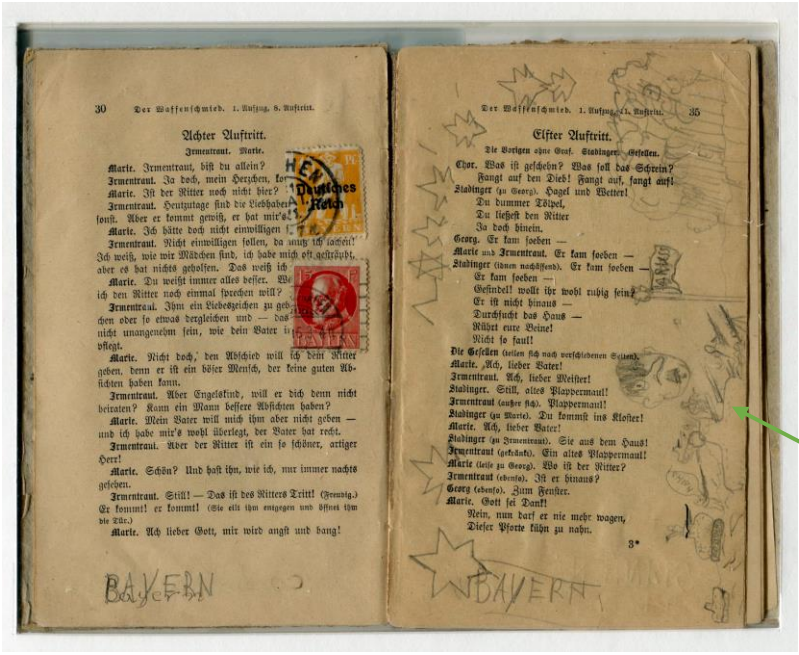 30 Der Waffenschmied. 1. Aufzug, 8. Auftritt.
Achter Auftritt.
Irmentraut. Marie.
Marie. Irmentraut, bist du allein?
Irmentraut. Ja doch, mein Herzchen,
Marie. Ist der Ritter noch nicht hier?
Irmentraut. Heutzutage sind die Liebhaber
sonst. Aber er kommt gewiß, er hat mir's
Marie. Ich hätte doch nicht einwilligen
Irmentraut. Nicht einwilligen sollen, da muß ich lachen!
Ich weiß, wie wir Mädchen sind, ich habe mich oft gesträubt,
aber es hat nichts geholfen. Das weiß ich
Marie. Du weißt immer alles besser.
ich den Ritter noch einmal sprechen will?
Irmentraut. Ihm ein Liebeszeichen zu
chen oder so etwas dergleichen und — das
nicht unangenehm sein, wie dein Vater
pflegt.
Marie. Nicht doch, den Abschied will ich dem Ritter
geben, denn er ist ein böser Mensch, der keine guten Ab-
sichten haben kann.
Irmentraut. Aber Engelskind, will er dich denn nicht
heiraten? Kann ein Mann bessere Absichten haben?
Marie. Mein Vater will mich ihm aber nicht geben —
und ich habe mir's wohl überlegt, der Vater hat recht.
Irmentraut. Aber der Ritter ist ein so schöner, artiger
Herr!
Marie. Schön? Und hast ihn, wie ich, nur immer nachts
gesehen.
Irmentraut. Still! — Das ist des Ritters Tritt! (Freudig.)
Er kommt! er kommt! (Sie eilt ihm entgegen und öffnet ihm
die Tür.)
Marie. Ach lieber Gott, mir wird angst und bang!
BAYERN
Deutsches
Reich
BAYERN
Der Waffenschmied. 1. Aufzug, 11. Auftritt. 35
Elfter Auftritt.
Die Vorigen ohne Graf. Stadinger. Gesellen.
Chor. Was ist geschehn? Was soll das Schrein?
Fangt auf den Dieb! Fangt auf, fangt auf!
Stadinger (zu Georg). Hagel und Wetter!
Du dummer Tölpel,
Du ließest den Ritter
Ja doch hinein.
Georg. Er kam soeben —
Marie und Irmentraut. Er kam soeben —
Stadinger (ihnen nachäffend). Er kam soeben —
Er kam soeben —
Gesindel! wollt ihr wohl ruhig sein?
Er ist nicht hinaus —
Durchsucht das Haus —
Rührt eure Beine!
Nicht so faul!
Die Gesellen (teilen sich nach verschiedenen Seiten).
Marie. Ach, lieber Vater!
Irmentraut. Ach, lieber Meister!
Stadinger. Still, altes Plappermaul!
Irmentraut (außer sich). Plappermaul!
Stadinger (zu Marie). Du kommst ins Kloster!
Marie. Ach, lieber Vater!
Stadinger (zu Irmentraut). Sie aus dem Haus!
Irmentraut (gekränkt). Ein altes Plappermaul!
Marie (leise zu Georg). Wo ist der Ritter?
Irmentraut (ebenso). Ist er hinaus?
Georg (ebenso). Zum Fenster.
Marie. Gott sei Dank!
Nein, nun darf er nie mehr wagen,
Dieser Pforte kühn zu nahn.
3*
BAYERN